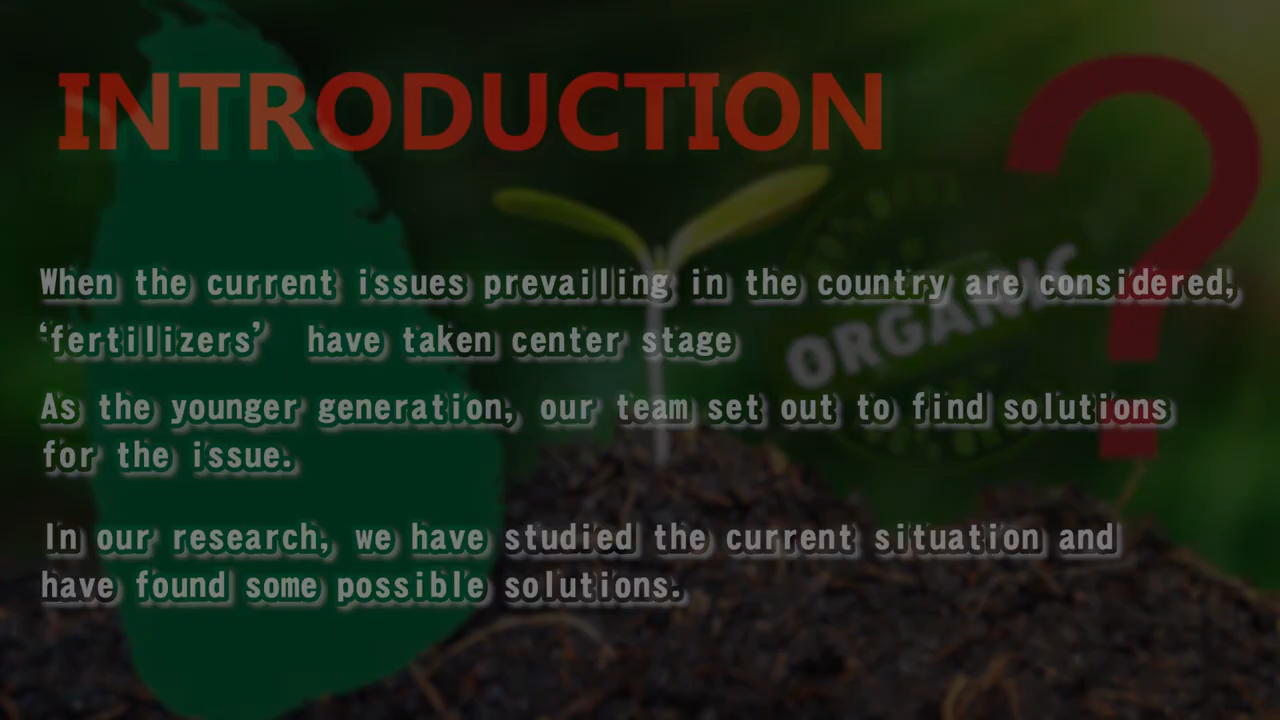 INTRODUCTION
When the current issues prevailling in the country are considered,
‘fertilizers’ have taken center stage
ORGANIC
As the younger generation, our team set out to find solutions
for the issue.
In our research, we have studied the current situation and
have found some possible solutions.
?